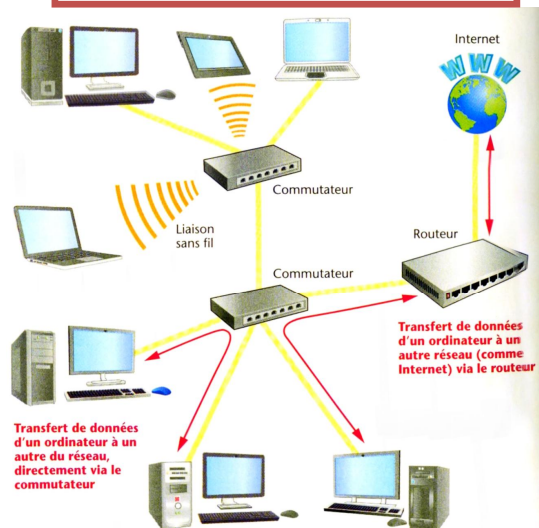 Internet
WWW
Commutateur
Liaison
sans fil
Routeur
Commutateur
Transfert de données
d'un ordinateur à un
autre réseau (comme
Internet) via le routeur
Transfert de données
d'un ordinateur à un
autre du réseau,
directement via le
commutateur